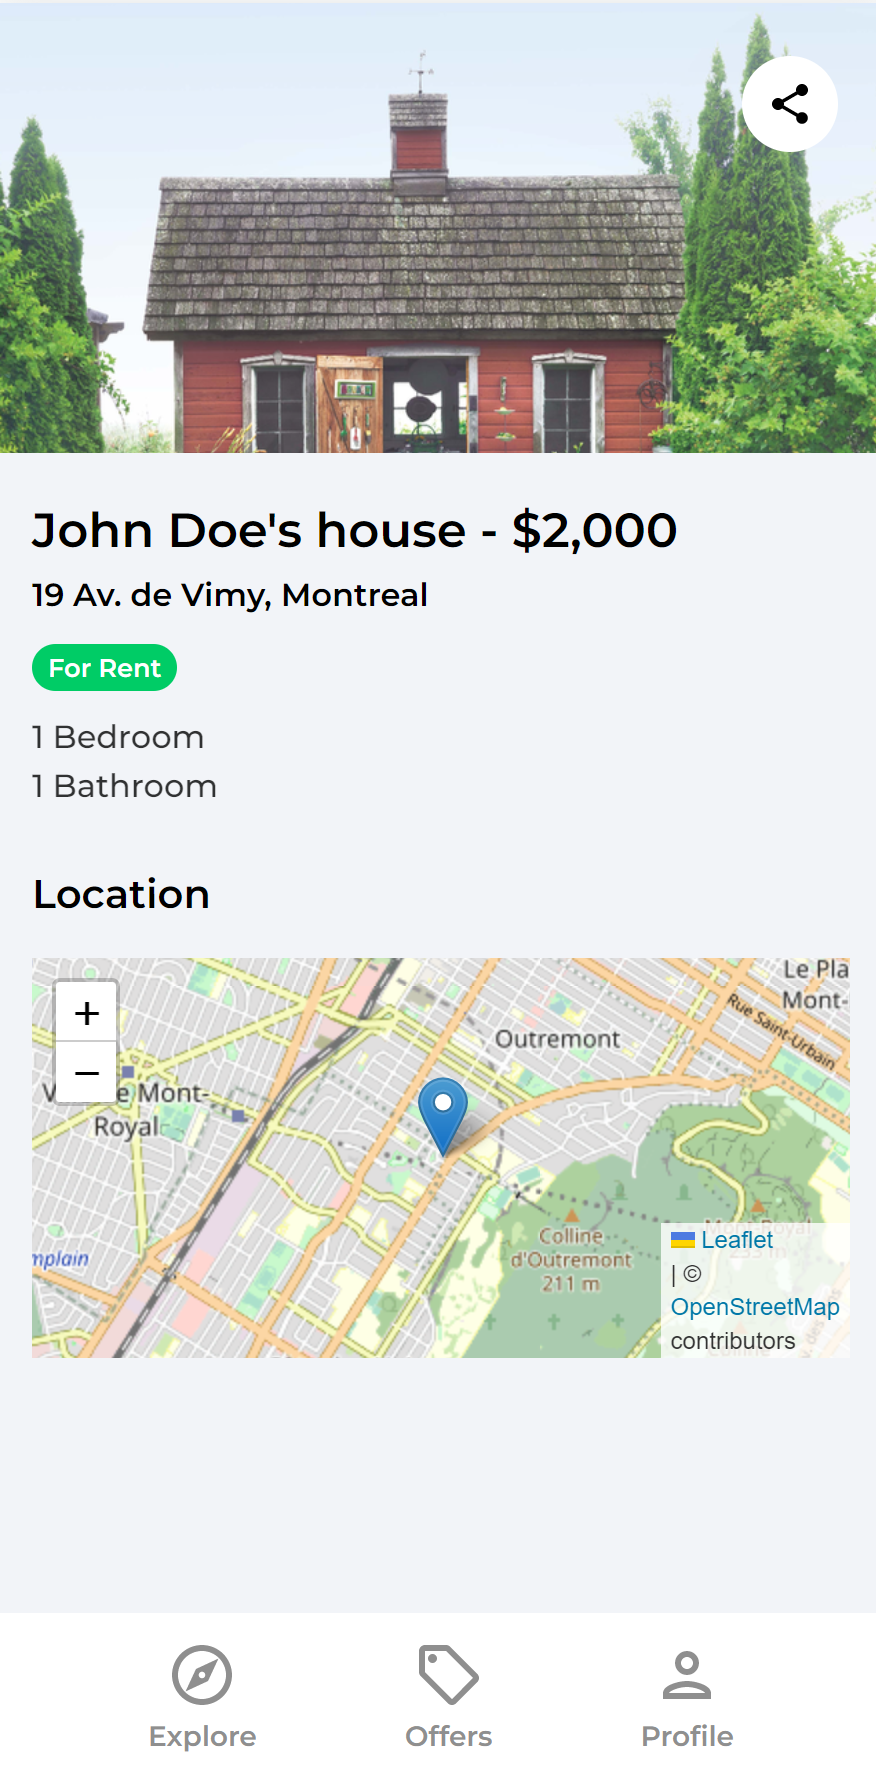 John Doe's house - $2,000
19 Av. de Vimy, Montreal
For Rent
1 Bedroom
1 Bathroom
Location
+
−
Le Pla
Mont-
Rue Saint-Urbain
Outremont
Mont-
Royal
Colline
d'Outremont
211 m
Mont-Royal
mplain
Leaflet
| ©
OpenStreetMap
contributors
Explore
Offers
Profile